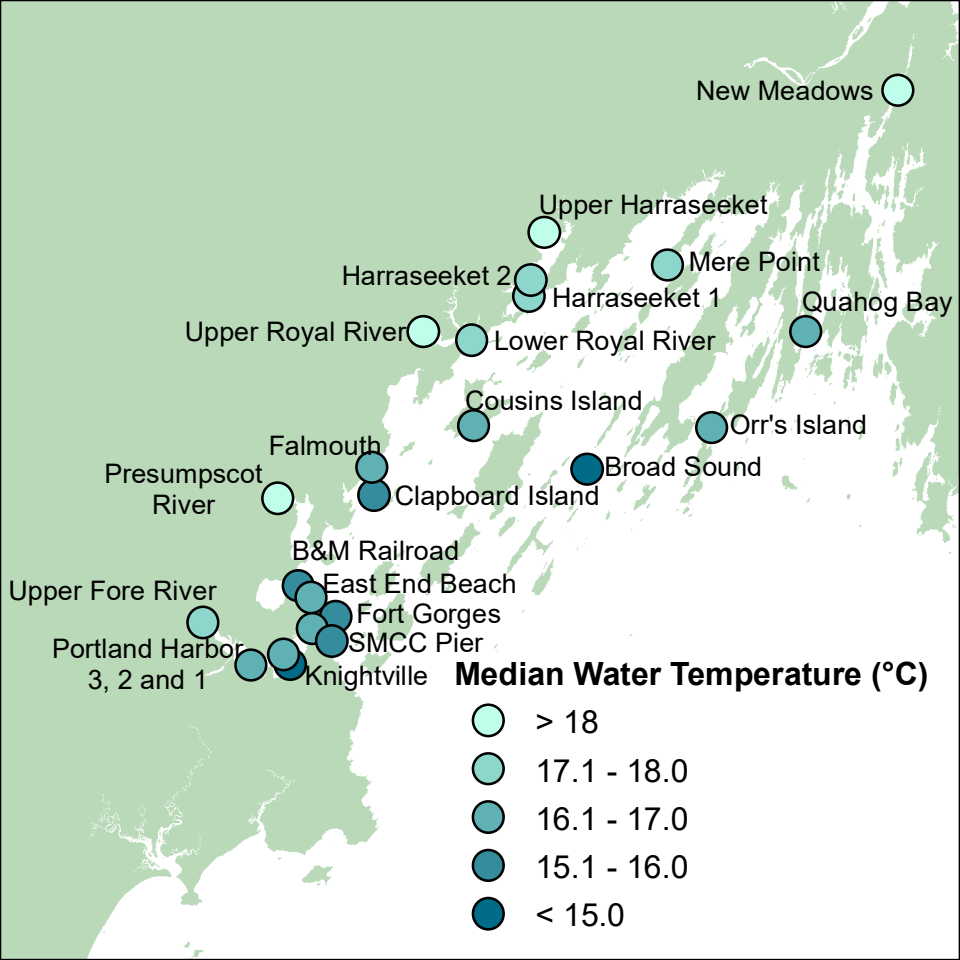 New Meadows
Upper Harraseeket
Mere Point
Harraseeket 2
Harraseeket 1
Quahog Bay
Upper Royal River
Lower Royal River
Cousins Island
Orr's Island
Falmouth
Broad Sound
Presumpscot
River
Clapboard Island
B&M Railroad
East End Beach
Upper Fore River
Fort Gorges
SMCC Pier
Portland Harbor
3, 2 and 1
Knightville
Median Water Temperature (°C)
> 18
17.1 - 18.0
16.1 - 17.0
15.1 - 16.0
< 15.0